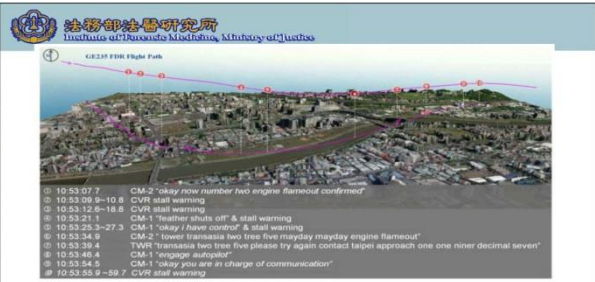 法務部法醫研究所
Institute of Forensic Medicine, Ministry of Justice
GE235 FDR Flight Path
① 10:53:07.7 CM-2 "okay now number two engine flameout confirmed"
② 10:53:09.9~10.8 CVR stall warning
③ 10:53:12.6~18.8 CVR stall warning
④ 10:53:21.1 CM-1 "feather shuts off" & stall warning
⑤ 10:53:25.3~27.3 CM-1 "okay i have control" & stall warning
⑥ 10:53:34.9 CM-2 " tower transasia two tree five mayday mayday engine flameout"
⑦ 10:53:39.4 TWR "transasia two tree five please try again contact taipei approach one one niner decimal seven"
⑧ 10:53:46.4 CM-1 "engage autopilot"
⑨ 10:53:54.5 CM-1 "okay you are in charge of communication"
⑩ 10:53:55.9~59.7 CVR stall warning